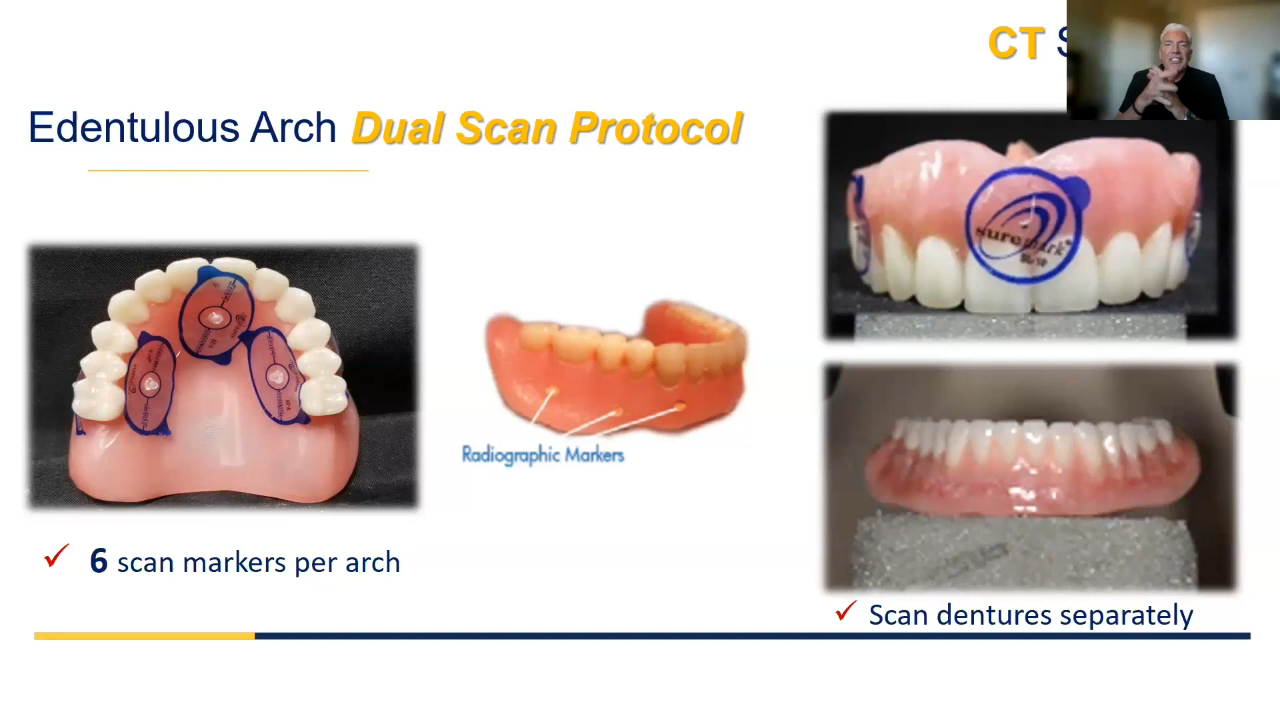 CT
Edentulous Arch Dual Scan Protocol
Radiographic Markers
6 scan markers per arch
Scan dentures separately